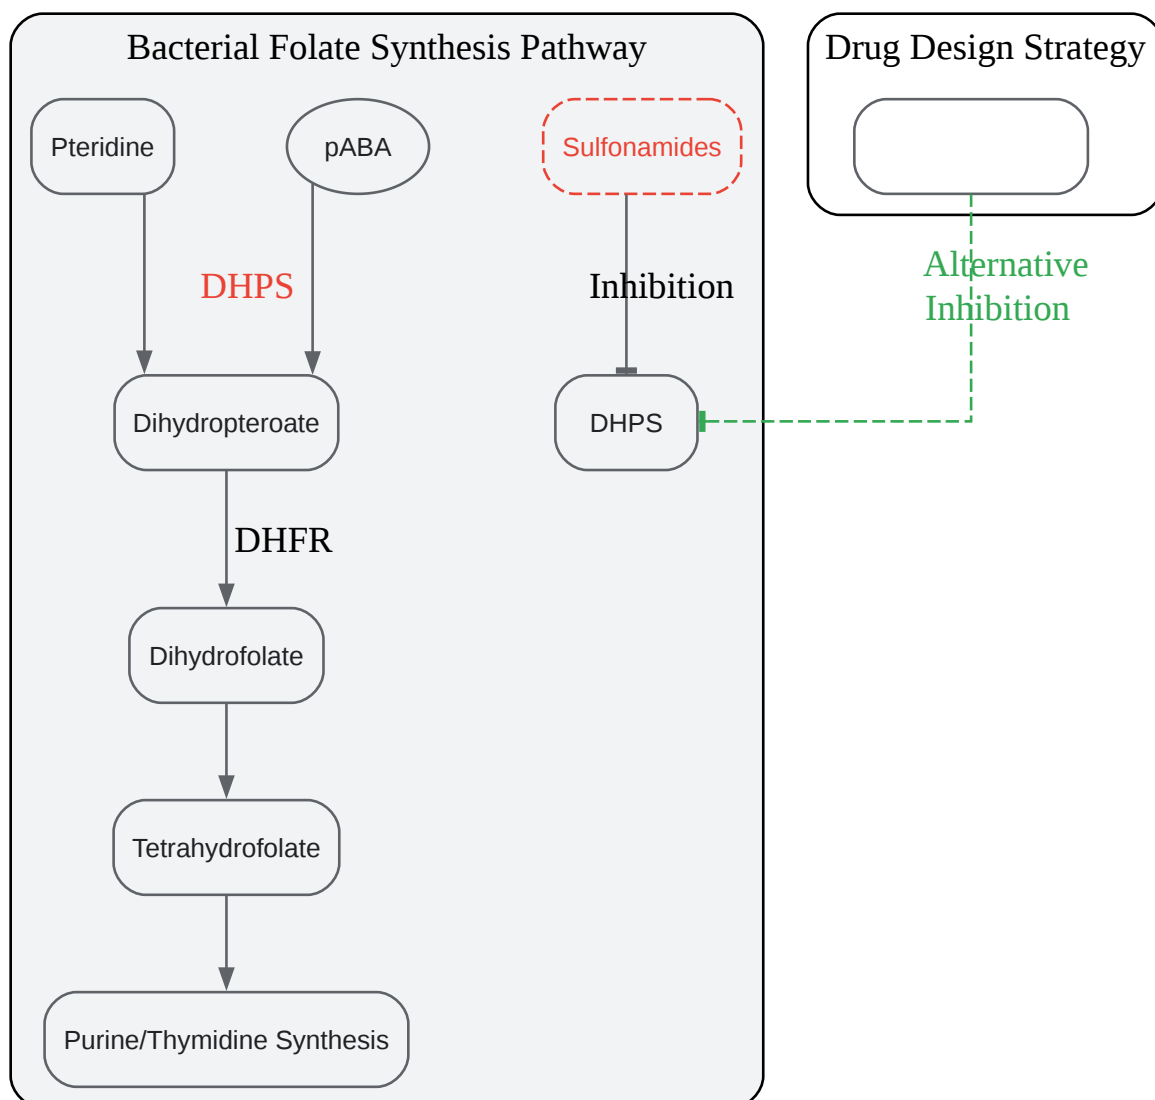 Bacterial Folate Synthesis Pathway
Drug Design Strategy
Pteridine
pABA
Sulfonamides
DHPS
Inhibition
Alternative
Inhibition
Dihydropteroate
DHPS
DHFR
Dihydrofolate
Tetrahydrofolate
Purine/Thymidine Synthesis